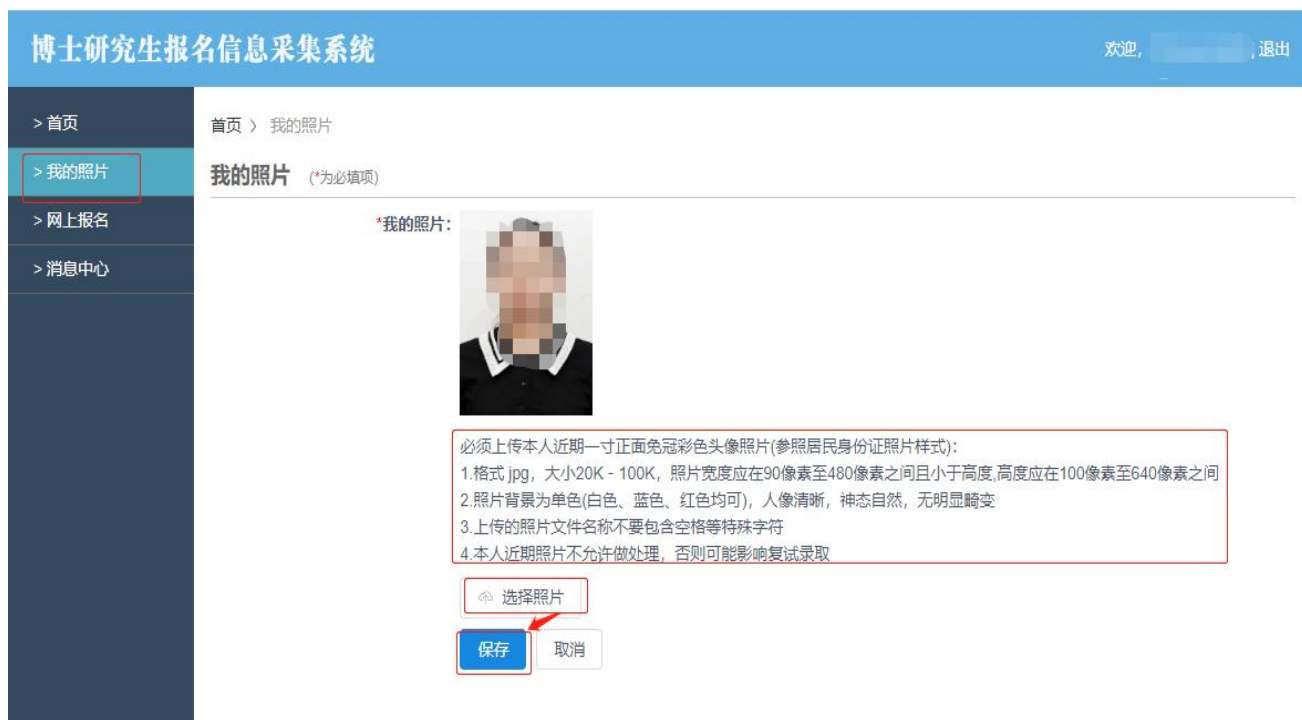 博士研究生报名信息采集系统
欢迎, , 退出
> 首页
> 我的照片
> 网上报名
> 消息中心
首页 〉 我的照片
我的照片 (*为必填项)
*我的照片:
必须上传本人近期一寸正面免冠彩色头像照片(参照居民身份证照片样式):
1.格式 jpg, 大小20K - 100K, 照片宽度应在90像素至480像素之间且小于高度,高度应在100像素至640像素之间
2.照片背景为单色(白色、蓝色、红色均可), 人像清晰, 神态自然, 无明显畸变
3.上传的照片文件名称不要包含空格等特殊字符
4.本人近期照片不允许做处理, 否则可能影响复试录取
选择照片
保存 取消